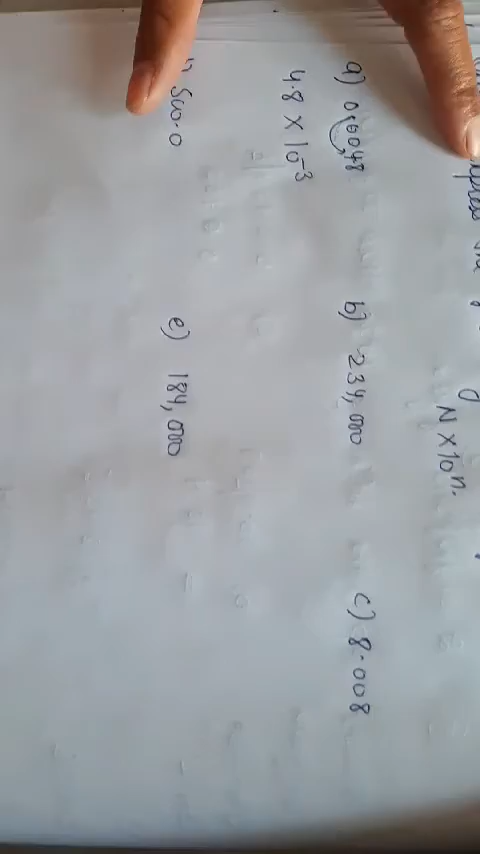 N × 10ⁿ.
a) 0.0048 b) 234,000 c) 8.008
4.8 × 10⁻³
500.0 e) 184,000